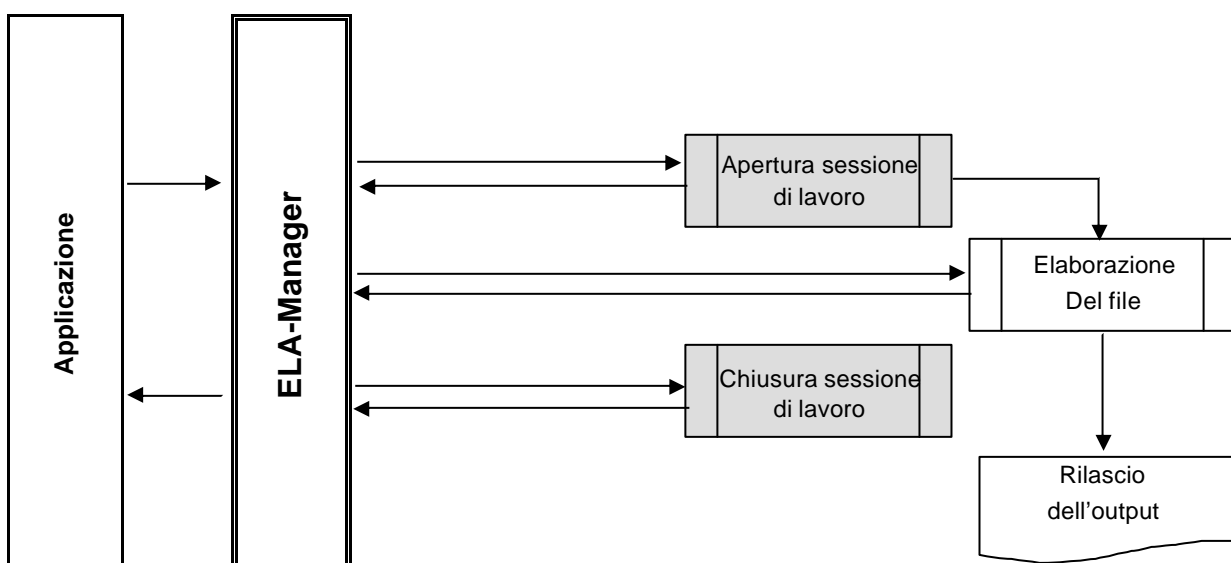 Applicazione
ELA-Manager
Apertura sessione
di lavoro
Elaborazione
Del file
Chiusura sessione
di lavoro
Rilascio
dell'output